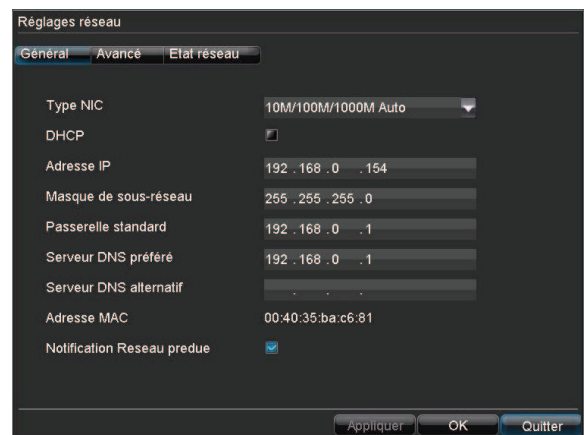 Réglages réseau
Général Avancé Etat réseau
Type NIC 10M/100M/1000M Auto
DHCP
Adresse IP 192 .168 .0 .154
Masque de sous-réseau 255 .255 .255 .0
Passerelle standard 192 .168 .0 .1
Serveur DNS préféré 192 .168 .0 .1
Serveur DNS alternatif . . .
Adresse MAC 00:40:35:ba:c6:81
Notification Reseau predue
Appliquer OK Quitter